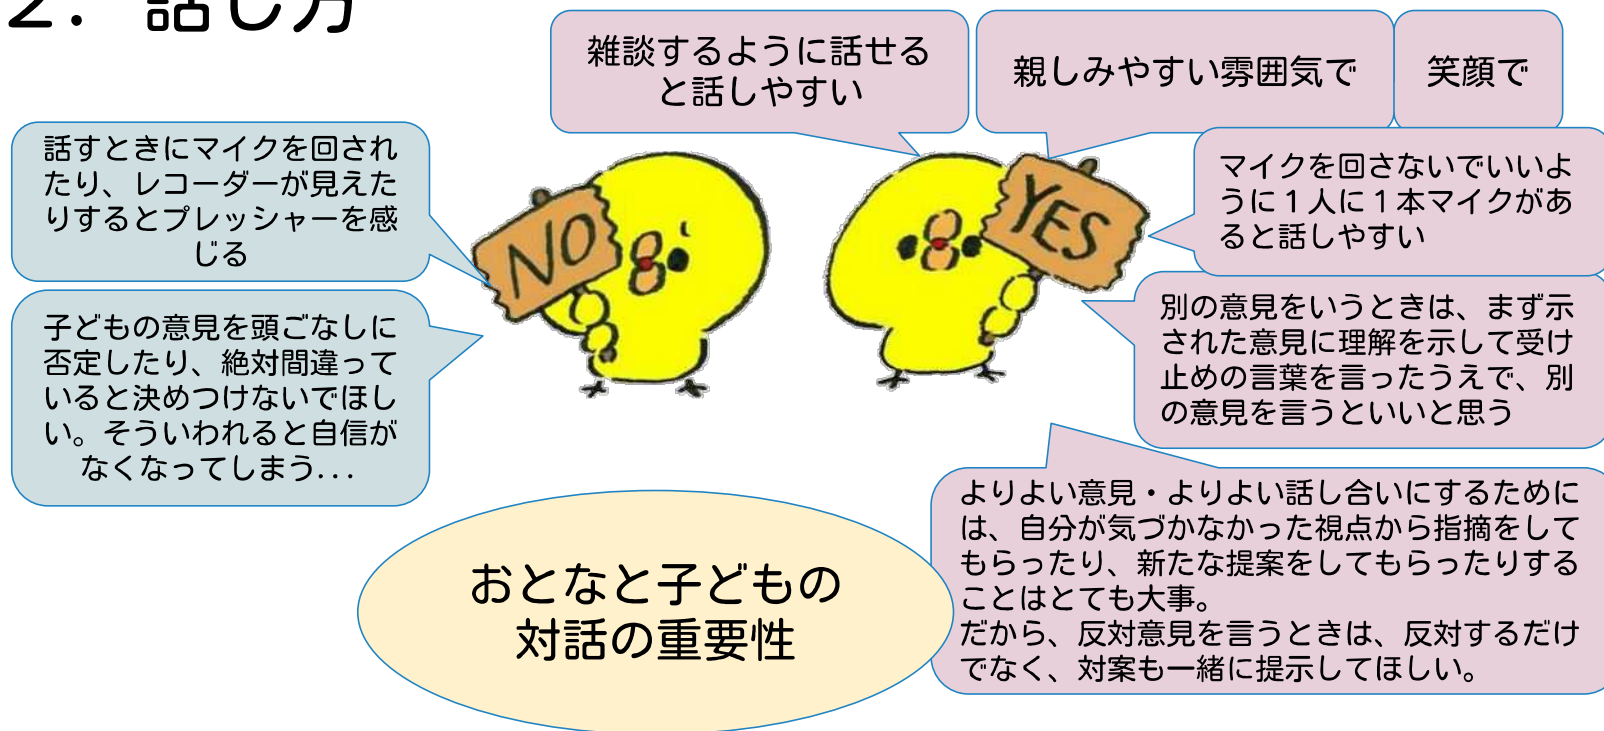 ２．話し方
雑談するように話せる
と話しやすい
親しみやすい雰囲気で
笑顔で
話すときにマイクを回され
たり、レコーダーが見えた
りするとプレッシャーを感
じる
マイクを回さないでいいよ
うに１人に１本マイクがあ
ると話しやすい
NO
YES
子どもの意見を頭ごなしに
否定したり、絶対間違って
いると決めつけないでほし
い。そういわれると自信が
なくなってしまう...
別の意見をいうときは、まず示
された意見に理解を示して受け
止めの言葉を言ったうえで、別
の意見を言うといいと思う
よりよい意見・よりよい話し合いにするために
は、自分が気づかなかった視点から指摘をして
もらったり、新たな提案をしてもらったりする
ことはとても大事。
だから、反対意見を言うときは、反対するだけ
でなく、対案も一緒に提示してほしい。
おとなと子どもの
対話の重要性